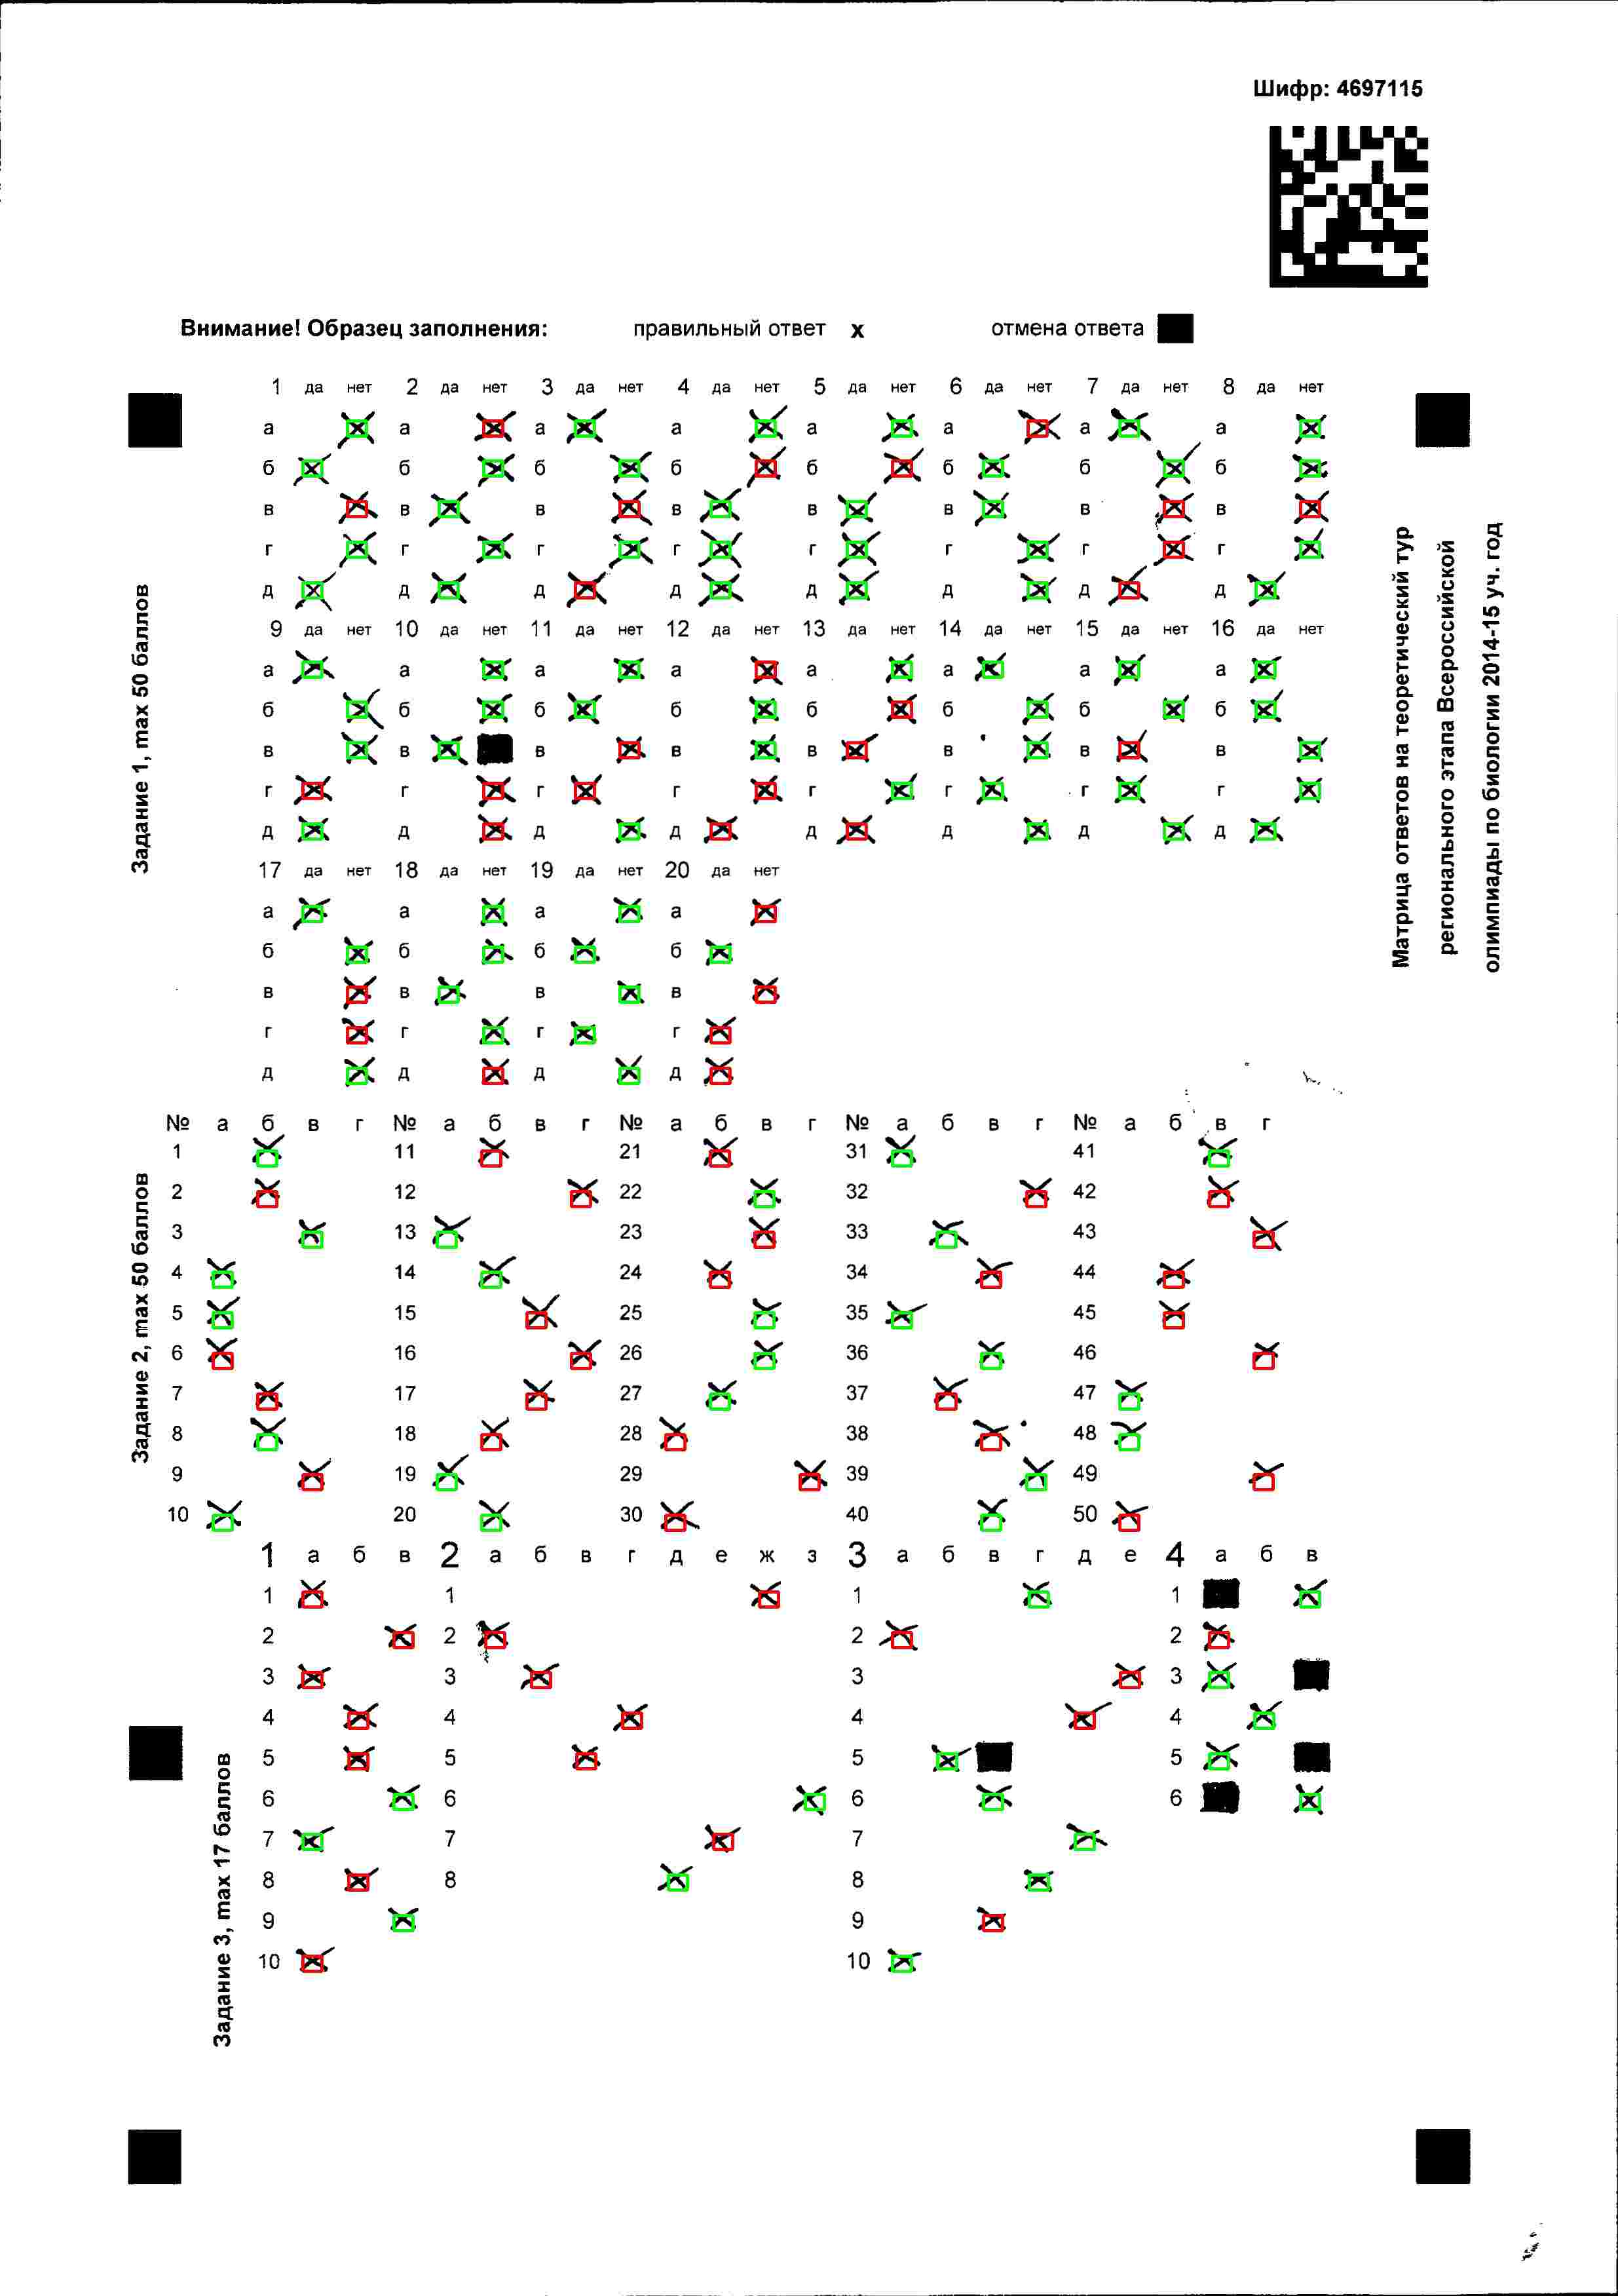 Шифр: 4697115
Внимание! Образец заполнения: правильный ответ х отмена ответа
Задание 1, max 50 баллов
1 да нет 2 да нет 3 да нет 4 да нет 5 да нет 6 да нет 7 да нет 8 да нет
а а а а а а а а
б б б б б б б б
в в в в в в в в
г г г г г г г г
д д д д д д д д
9 да нет 10 да нет 11 да нет 12 да нет 13 да нет 14 да нет 15 да нет 16 да нет
а а а а а а а а
б б б б б б б б
в в в в в в в в
г г г г г г г г
д д д д д д д д
17 да нет 18 да нет 19 да нет 20 да нет
а а а а
б б б б
в в в в
г г г г
д д д д
Матрица ответов на теоретический тур
регионального этапа Всероссийской
олимпиады по биологии 2014-15 уч. год
Задание 2, max 50 баллов
№ а б в г № а б в г № а б в г № а б в г № а б в г
1 11 21 31 41
2 12 22 32 42
3 13 23 33 43
4 14 24 34 44
5 15 25 35 45
6 16 26 36 46
7 17 27 37 47
8 18 28 38 48
9 19 29 39 49
10 20 30 40 50
Задание 3, max 17 баллов
1 а б в 2 а б в г д е ж з 3 а б в г д е 4 а б в
1 1 1 1
2 2 2 2
3 3 3 3
4 4 4 4
5 5 5 5
6 6 6 6
7 7 7
8 8 8
9 9
10 10